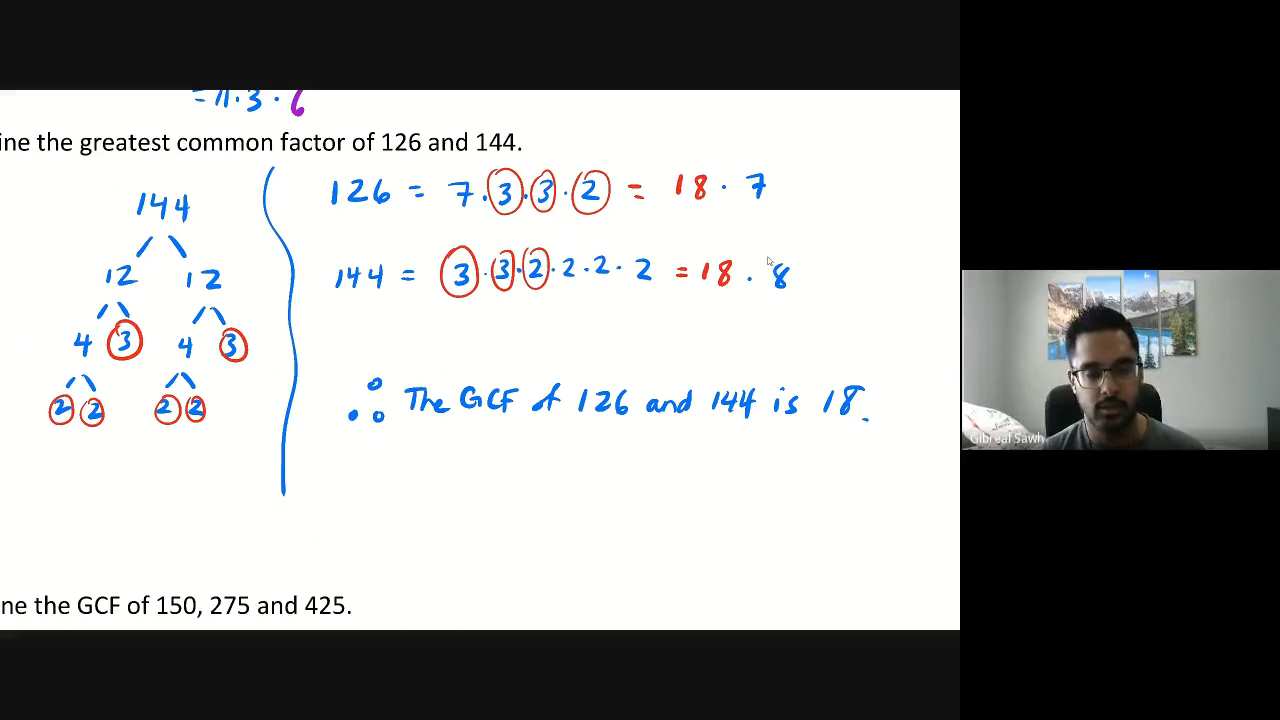 = π · 3 · 6
ine the greatest common factor of 126 and 144.
144
12 12
4 3 4 3
2 2 2 2
126 = 7 · 3 · 3 · 2 = 18 · 7
144 = 3 · 3 · 2 · 2 · 2 · 2 = 18 · 8
∴ The GCF of 126 and 144 is 18.
ne the GCF of 150, 275 and 425.
Gibreal Sawh